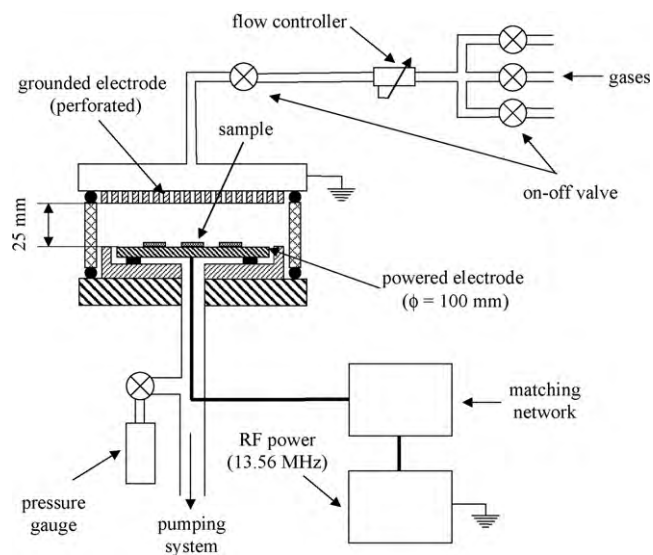 flow controller
grounded electrode
(perforated)
sample
gases
on-off valve
25 mm
powered electrode
(ϕ = 100 mm)
matching
network
RF power
(13.56 MHz)
pressure
gauge
pumping
system